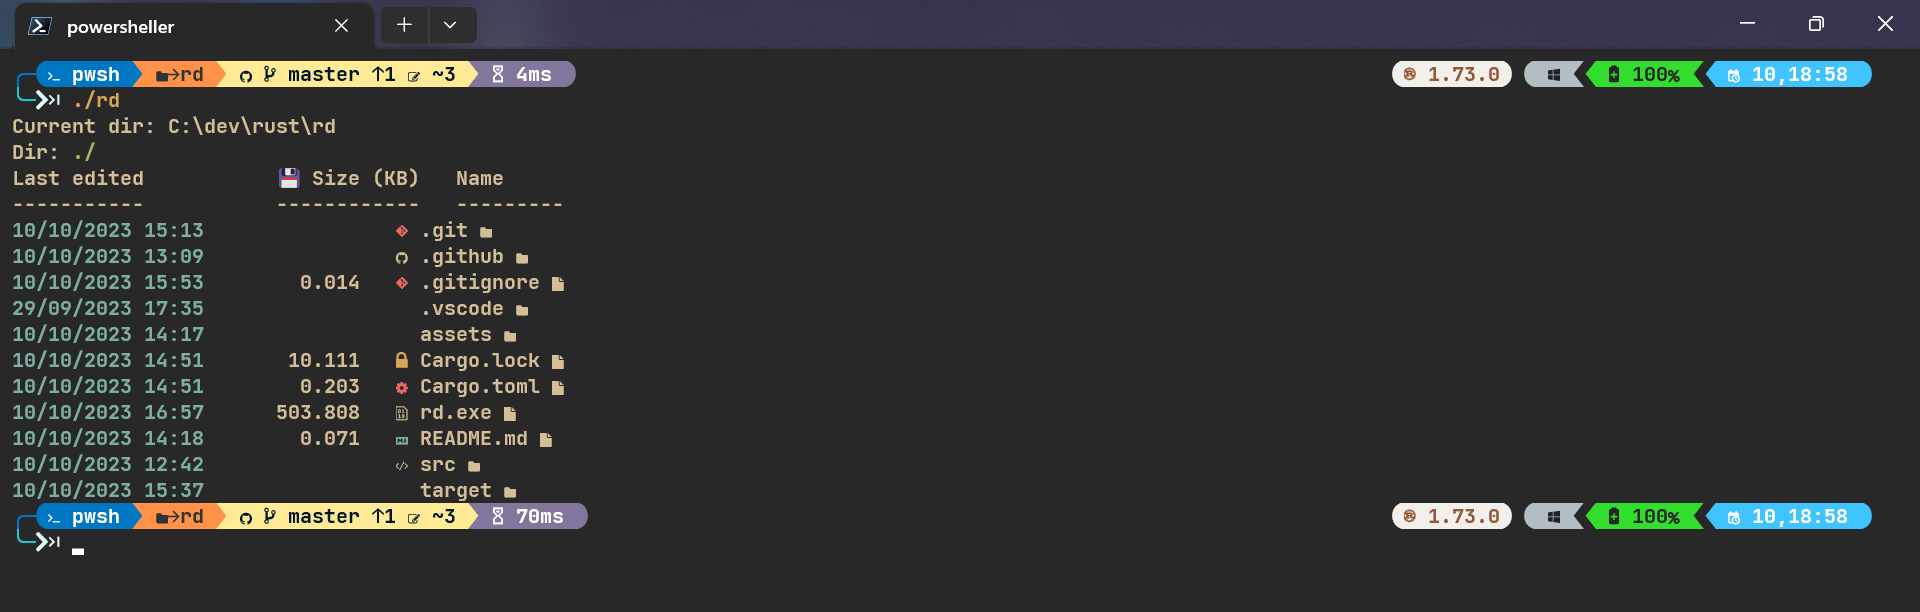 powersheller
pwsh rd master ↑1 ~3 4ms 1.73.0 100% 10,18:58
./rd
Current dir: C:\dev\rust\rd
Dir: ./
Last edited Size (KB) Name
----------- ------------ ---------
10/10/2023 15:13 .git
10/10/2023 13:09 .github
10/10/2023 15:53 0.014 .gitignore
29/09/2023 17:35 .vscode
10/10/2023 14:17 assets
10/10/2023 14:51 10.111 Cargo.lock
10/10/2023 14:51 0.203 Cargo.toml
10/10/2023 16:57 503.808 rd.exe
10/10/2023 14:18 0.071 README.md
10/10/2023 12:42 src
10/10/2023 15:37 target
pwsh rd master ↑1 ~3 70ms 1.73.0 100% 10,18:58